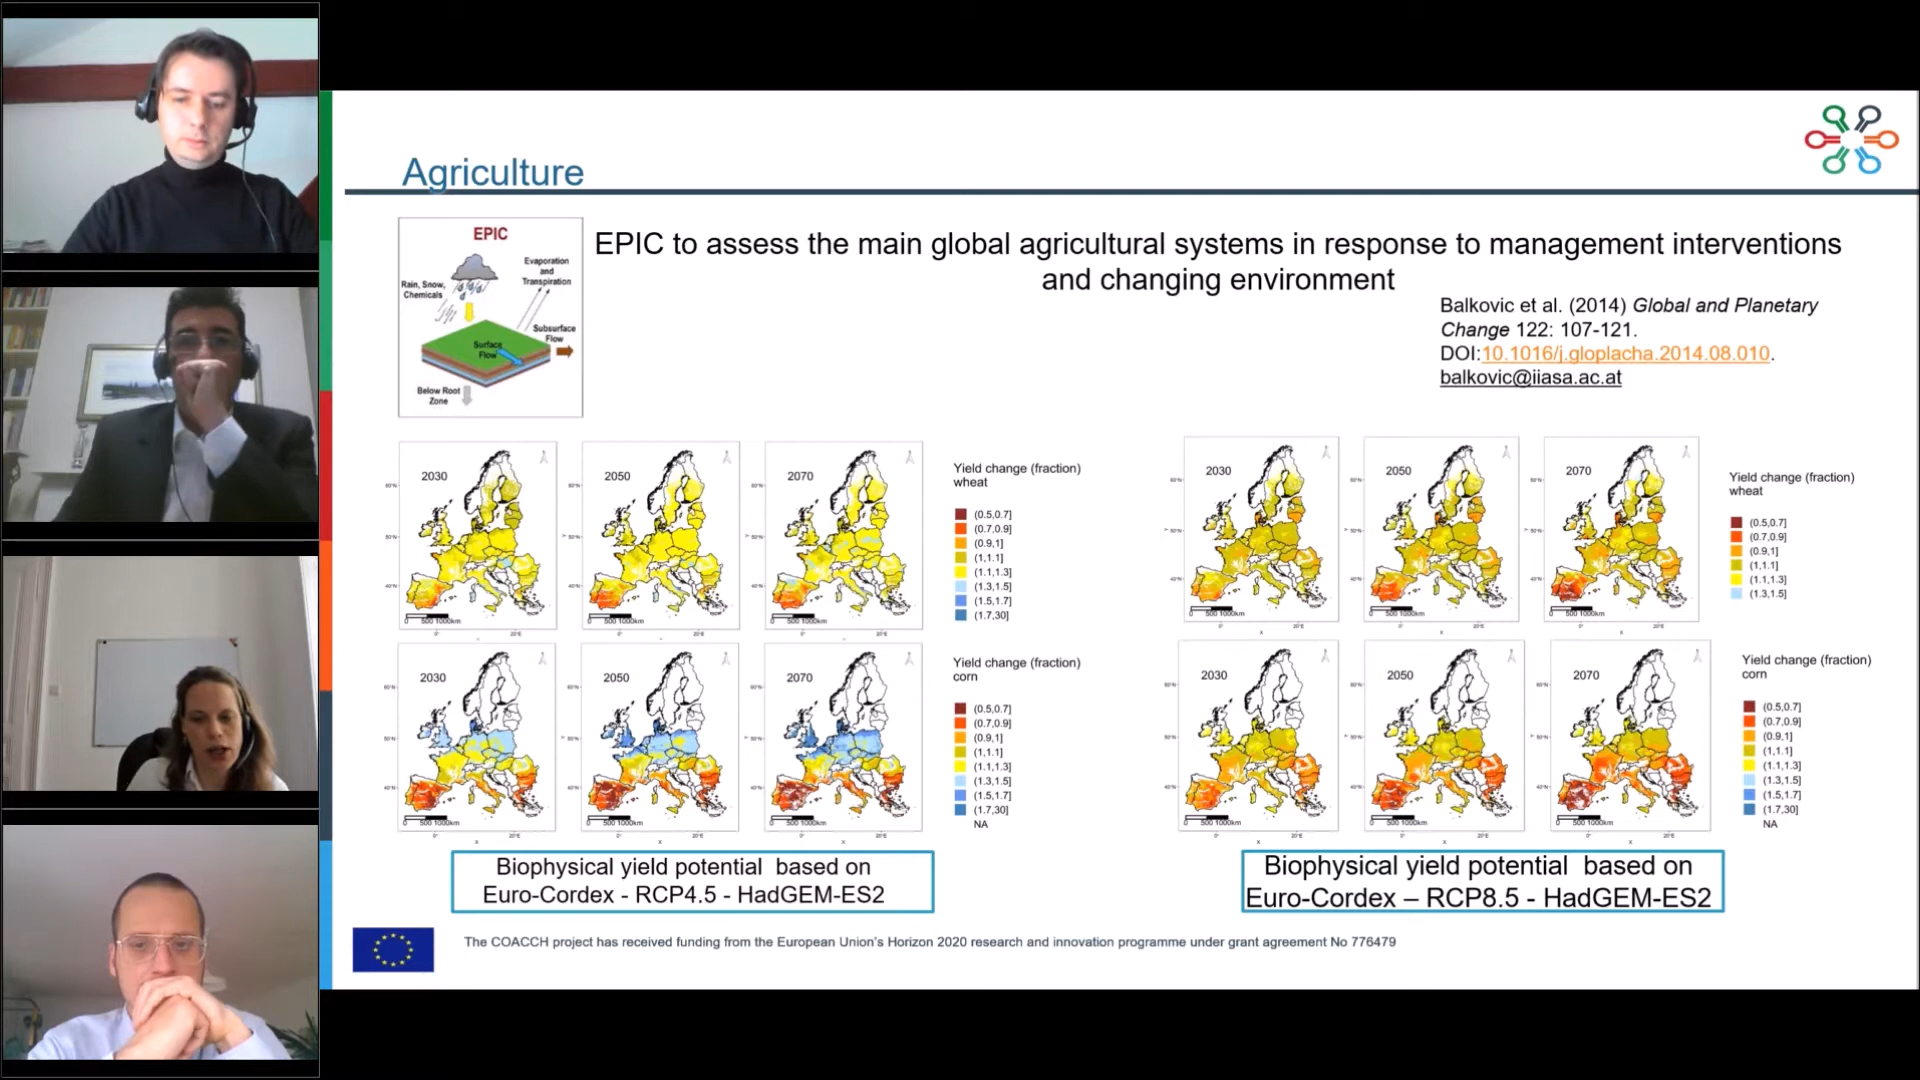 Agriculture
EPIC
Rain, Snow,
Chemicals
Evaporation
and
Transpiration
Subsurface
Flow
Surface
Flow
Below Root
Zone
EPIC to assess the main global agricultural systems in response to management interventions
and changing environment
Balkovic et al. (2014) Global and Planetary
Change 122: 107-121.
DOI:10.1016/j.gloplacha.2014.08.010.
balkovic@iiasa.ac.at
2030
2050
2070
Yield change (fraction)
wheat
(0.5,0.7]
(0.7,0.9]
(0.9,1]
(1,1.1]
(1.1,1.3]
(1.3,1.5]
(1.5,1.7]
(1.7,30]
2030
2050
2070
Yield change (fraction)
wheat
(0.5,0.7]
(0.7,0.9]
(0.9,1]
(1,1.1]
(1.1,1.3]
(1.3,1.5]
2030
2050
2070
Yield change (fraction)
corn
(0.5,0.7]
(0.7,0.9]
(0.9,1]
(1,1.1]
(1.1,1.3]
(1.3,1.5]
(1.5,1.7]
(1.7,30]
NA
2030
2050
2070
Yield change (fraction)
corn
(0.5,0.7]
(0.7,0.9]
(0.9,1]
(1,1.1]
(1.1,1.3]
(1.3,1.5]
(1.5,1.7]
(1.7,30]
NA
Biophysical yield potential based on
Euro-Cordex - RCP4.5 - HadGEM-ES2
Biophysical yield potential based on
Euro-Cordex – RCP8.5 - HadGEM-ES2
The COACCH project has received funding from the European Union's Horizon 2020 research and innovation programme under grant agreement No 776479